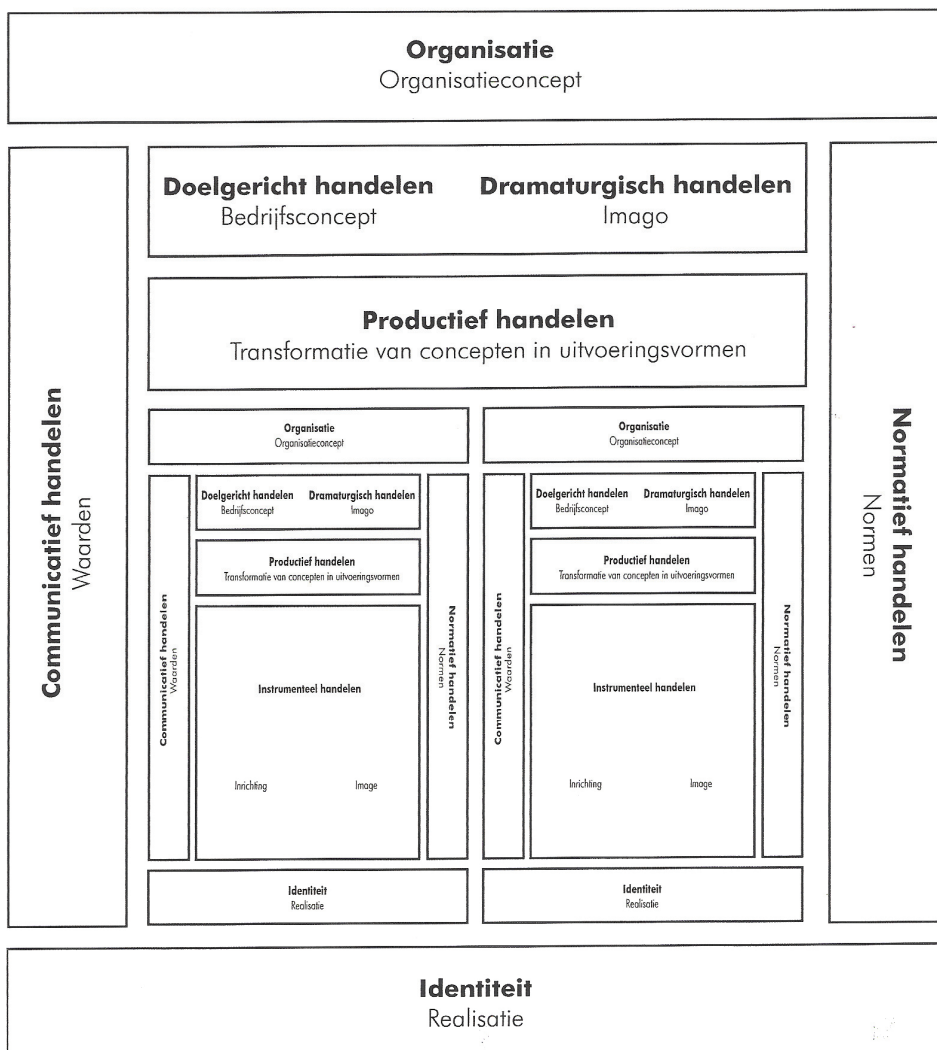 Organisatie
Organisatieconcept
Communicatief handelen
Waarden
Doelgericht handelen
Bedrijfsconcept
Dramaturgisch handelen
Imago
Productief handelen
Transformatie van concepten in uitvoeringsvormen
Organisatie
Organisatieconcept
Communicatief handelen
Waarden
Doelgericht handelen
Bedrijfsconcept
Dramaturgisch handelen
Imago
Productief handelen
Transformatie van concepten in uitvoeringsvormen
Instrumenteel handelen
Inrichting
Image
Normatief handelen
Normen
Identiteit
Realisatie
Organisatie
Organisatieconcept
Communicatief handelen
Waarden
Doelgericht handelen
Bedrijfsconcept
Dramaturgisch handelen
Imago
Productief handelen
Transformatie van concepten in uitvoeringsvormen
Instrumenteel handelen
Inrichting
Image
Normatief handelen
Normen
Identiteit
Realisatie
Normatief handelen
Normen
Identiteit
Realisatie